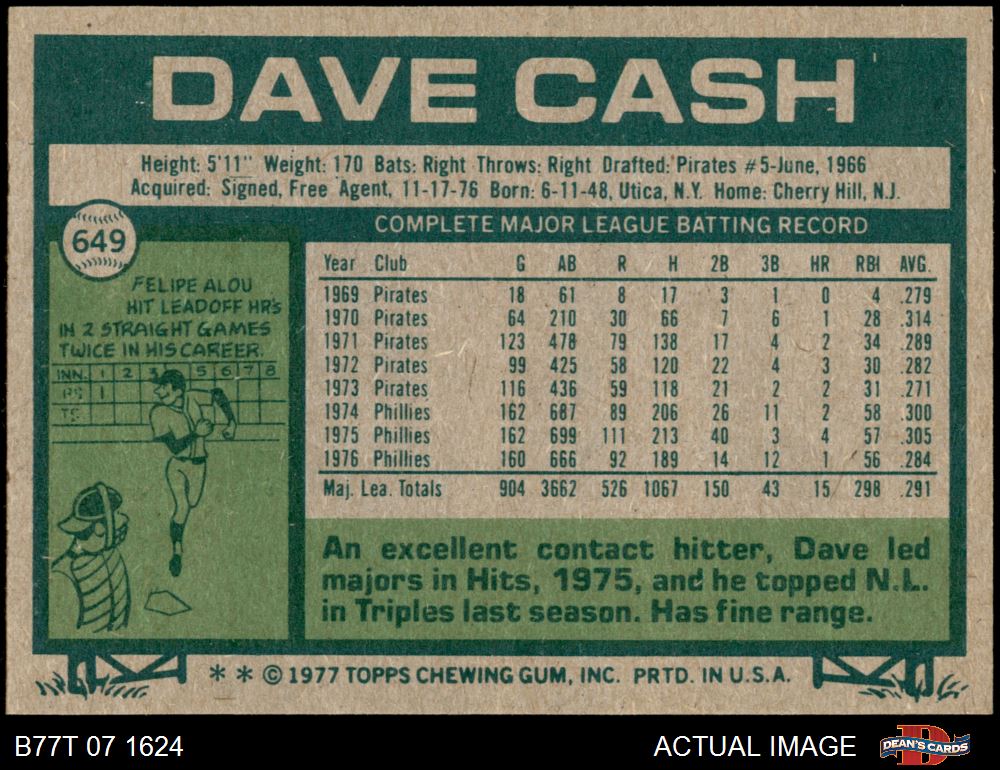 DAVE CASH
Height: 5'11" Weight: 170 Bats: Right Throws: Right Drafted: Pirates #5-June, 1966
Acquired: Signed, Free Agent, 11-17-76 Born: 6-11-48, Utica, N.Y. Home: Cherry Hill, N.J.
649
COMPLETE MAJOR LEAGUE BATTING RECORD
FELIPE ALOU
HIT LEADOFF HR'S
IN 2 STRAIGHT GAMES
TWICE IN HIS CAREER.
INN. 1 2 3 5 6 7 8
1
Year Club G AB R H 2B 3B HR RBI AVG.
1969 Pirates 18 61 8 17 3 1 0 4 .279
1970 Pirates 64 210 30 66 7 6 1 28 .314
1971 Pirates 123 478 79 138 17 4 2 34 .289
1972 Pirates 99 425 58 120 22 4 3 30 .282
1973 Pirates 116 436 59 118 21 2 2 31 .271
1974 Phillies 162 687 89 206 26 11 2 58 .300
1975 Phillies 162 699 111 213 40 3 4 57 .305
1976 Phillies 160 666 92 189 14 12 1 56 .284
Maj. Lea. Totals 904 3662 526 1067 150 43 15 298 .291
An excellent contact hitter, Dave led
majors in Hits, 1975, and he topped N.L.
in Triples last season. Has fine range.
* * © 1977 TOPPS CHEWING GUM, INC. PRTD. IN U.S.A.
B77T 07 1624
ACTUAL IMAGE
DEAN'S CARDS